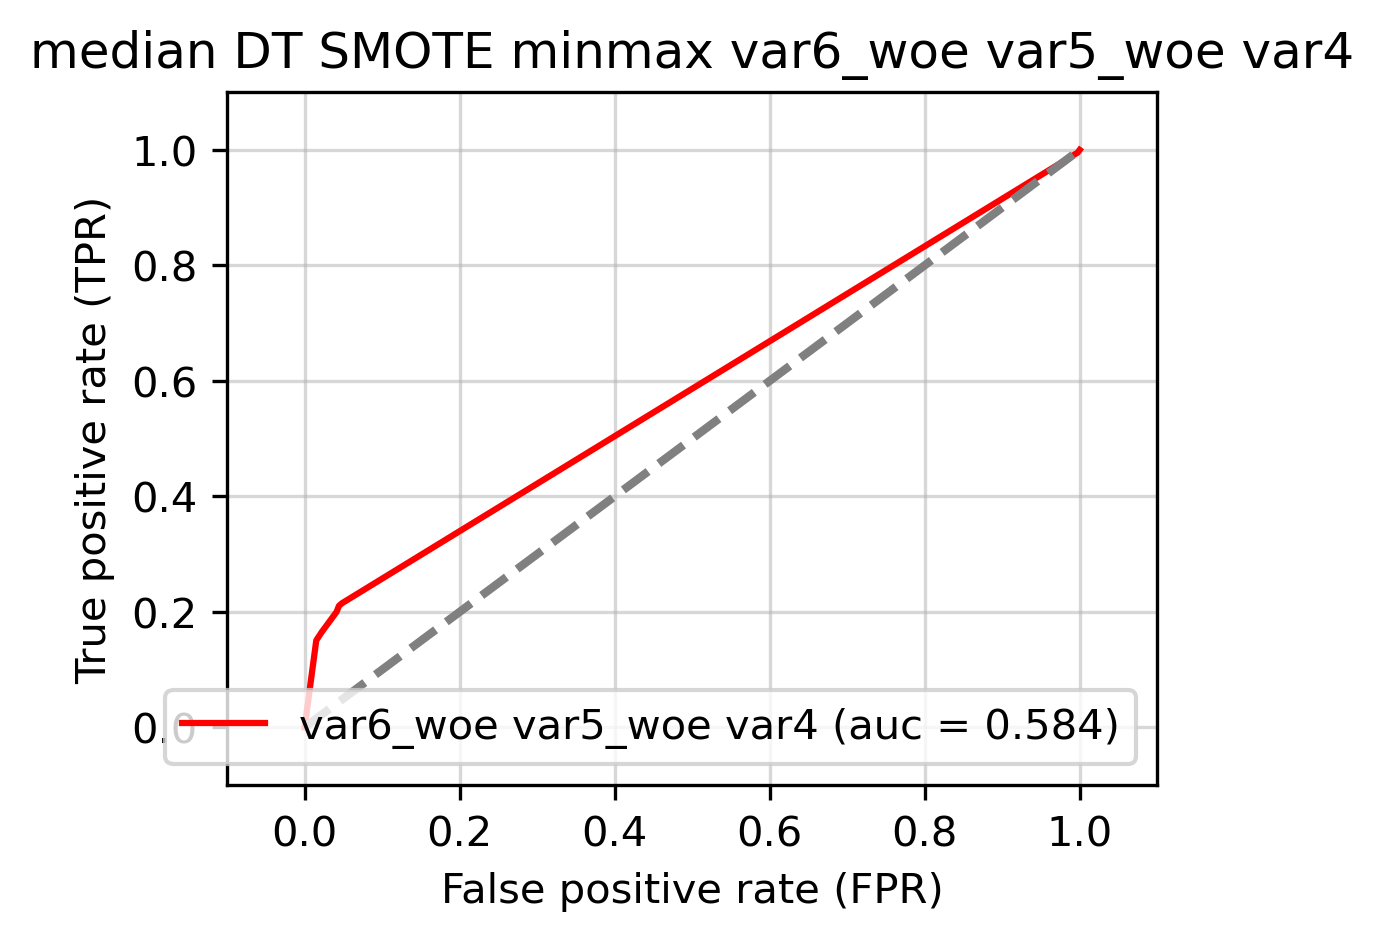 median DT SMOTE minmax var6_woe var5_woe var4
True positive rate (TPR)
1.0
0.8
0.6
0.4
0.2
0.0
var6_woe var5_woe var4 (auc = 0.584)
0.0 0.2 0.4 0.6 0.8 1.0
False positive rate (FPR)